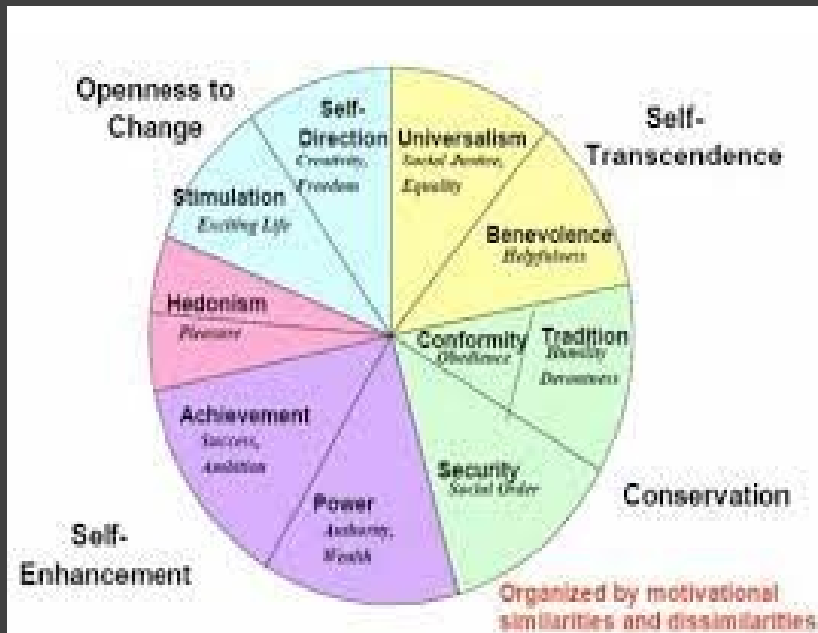 Openness to
Change
Self-
Direction
Creativity,
Freedom
Universalism
Social Justice,
Equality
Self-
Transcendence
Stimulation
Exciting Life
Benevolence
Helpfulness
Hedonism
Pleasure
Conformity
Obedience
Tradition
Humility
Devoutness
Achievement
Success,
Ambition
Security
Social Order
Power
Authority,
Wealth
Conservation
Self-
Enhancement
Organized by motivational
similarities and dissimilarities